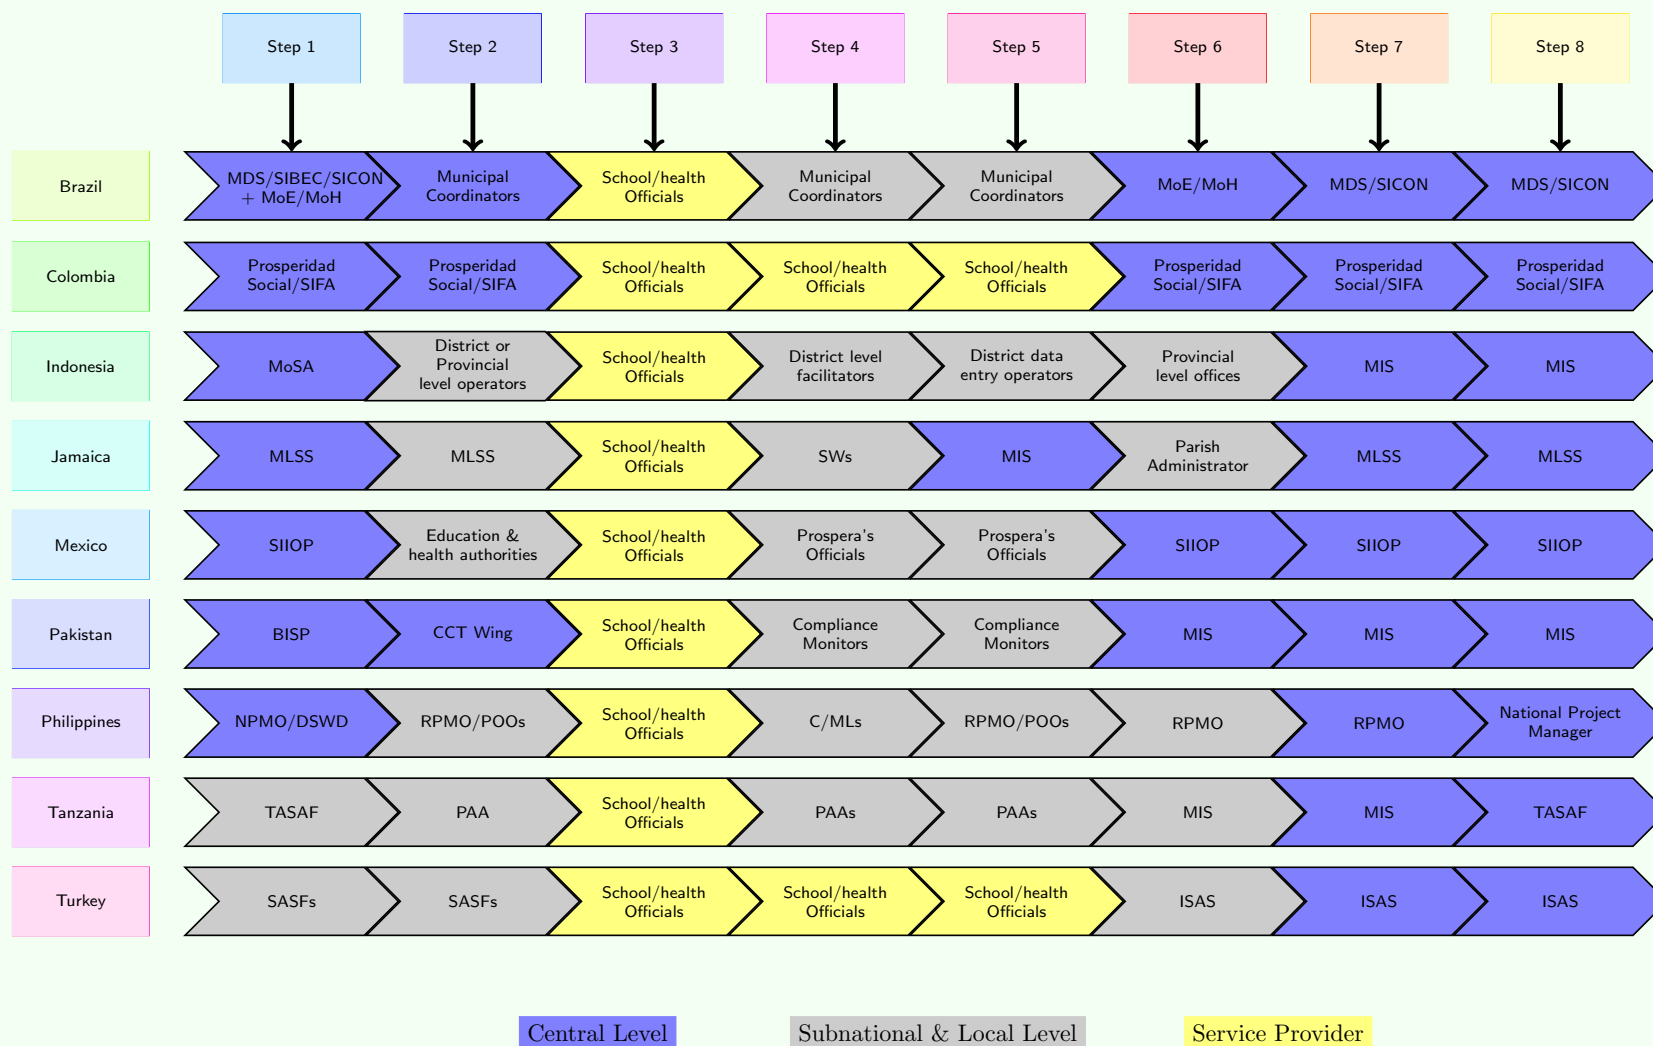 Step 1
Step 2
Step 3
Step 4
Step 5
Step 6
Step 7
Step 8
Brazil
MDS/SIBEC/SICON
+ MoE/MoH
Municipal
Coordinators
School/health
Officials
Municipal
Coordinators
Municipal
Coordinators
MoE/MoH
MDS/SICON
MDS/SICON
Colombia
Prosperidad
Social/SIFA
Prosperidad
Social/SIFA
School/health
Officials
School/health
Officials
School/health
Officials
Prosperidad
Social/SIFA
Prosperidad
Social/SIFA
Prosperidad
Social/SIFA
Indonesia
MoSA
District or
Provincial
level operators
School/health
Officials
District level
facilitators
District data
entry operators
Provincial
level offices
MIS
MIS
Jamaica
MLSS
MLSS
School/health
Officials
SWs
MIS
Parish
Administrator
MLSS
MLSS
Mexico
SIIOP
Education &
health authorities
School/health
Officials
Prospera's
Officials
Prospera's
Officials
SIIOP
SIIOP
SIIOP
Pakistan
BISP
CCT Wing
School/health
Officials
Compliance
Monitors
Compliance
Monitors
MIS
MIS
MIS
Philippines
NPMO/DSWD
RPMO/POOs
School/health
Officials
C/MLs
RPMO/POOs
RPMO
RPMO
National Project
Manager
Tanzania
TASAF
PAA
School/health
Officials
PAAs
PAAs
MIS
MIS
TASAF
Turkey
SASFs
SASFs
School/health
Officials
School/health
Officials
School/health
Officials
ISAS
ISAS
ISAS
Central Level
Subnational & Local Level
Service Provider